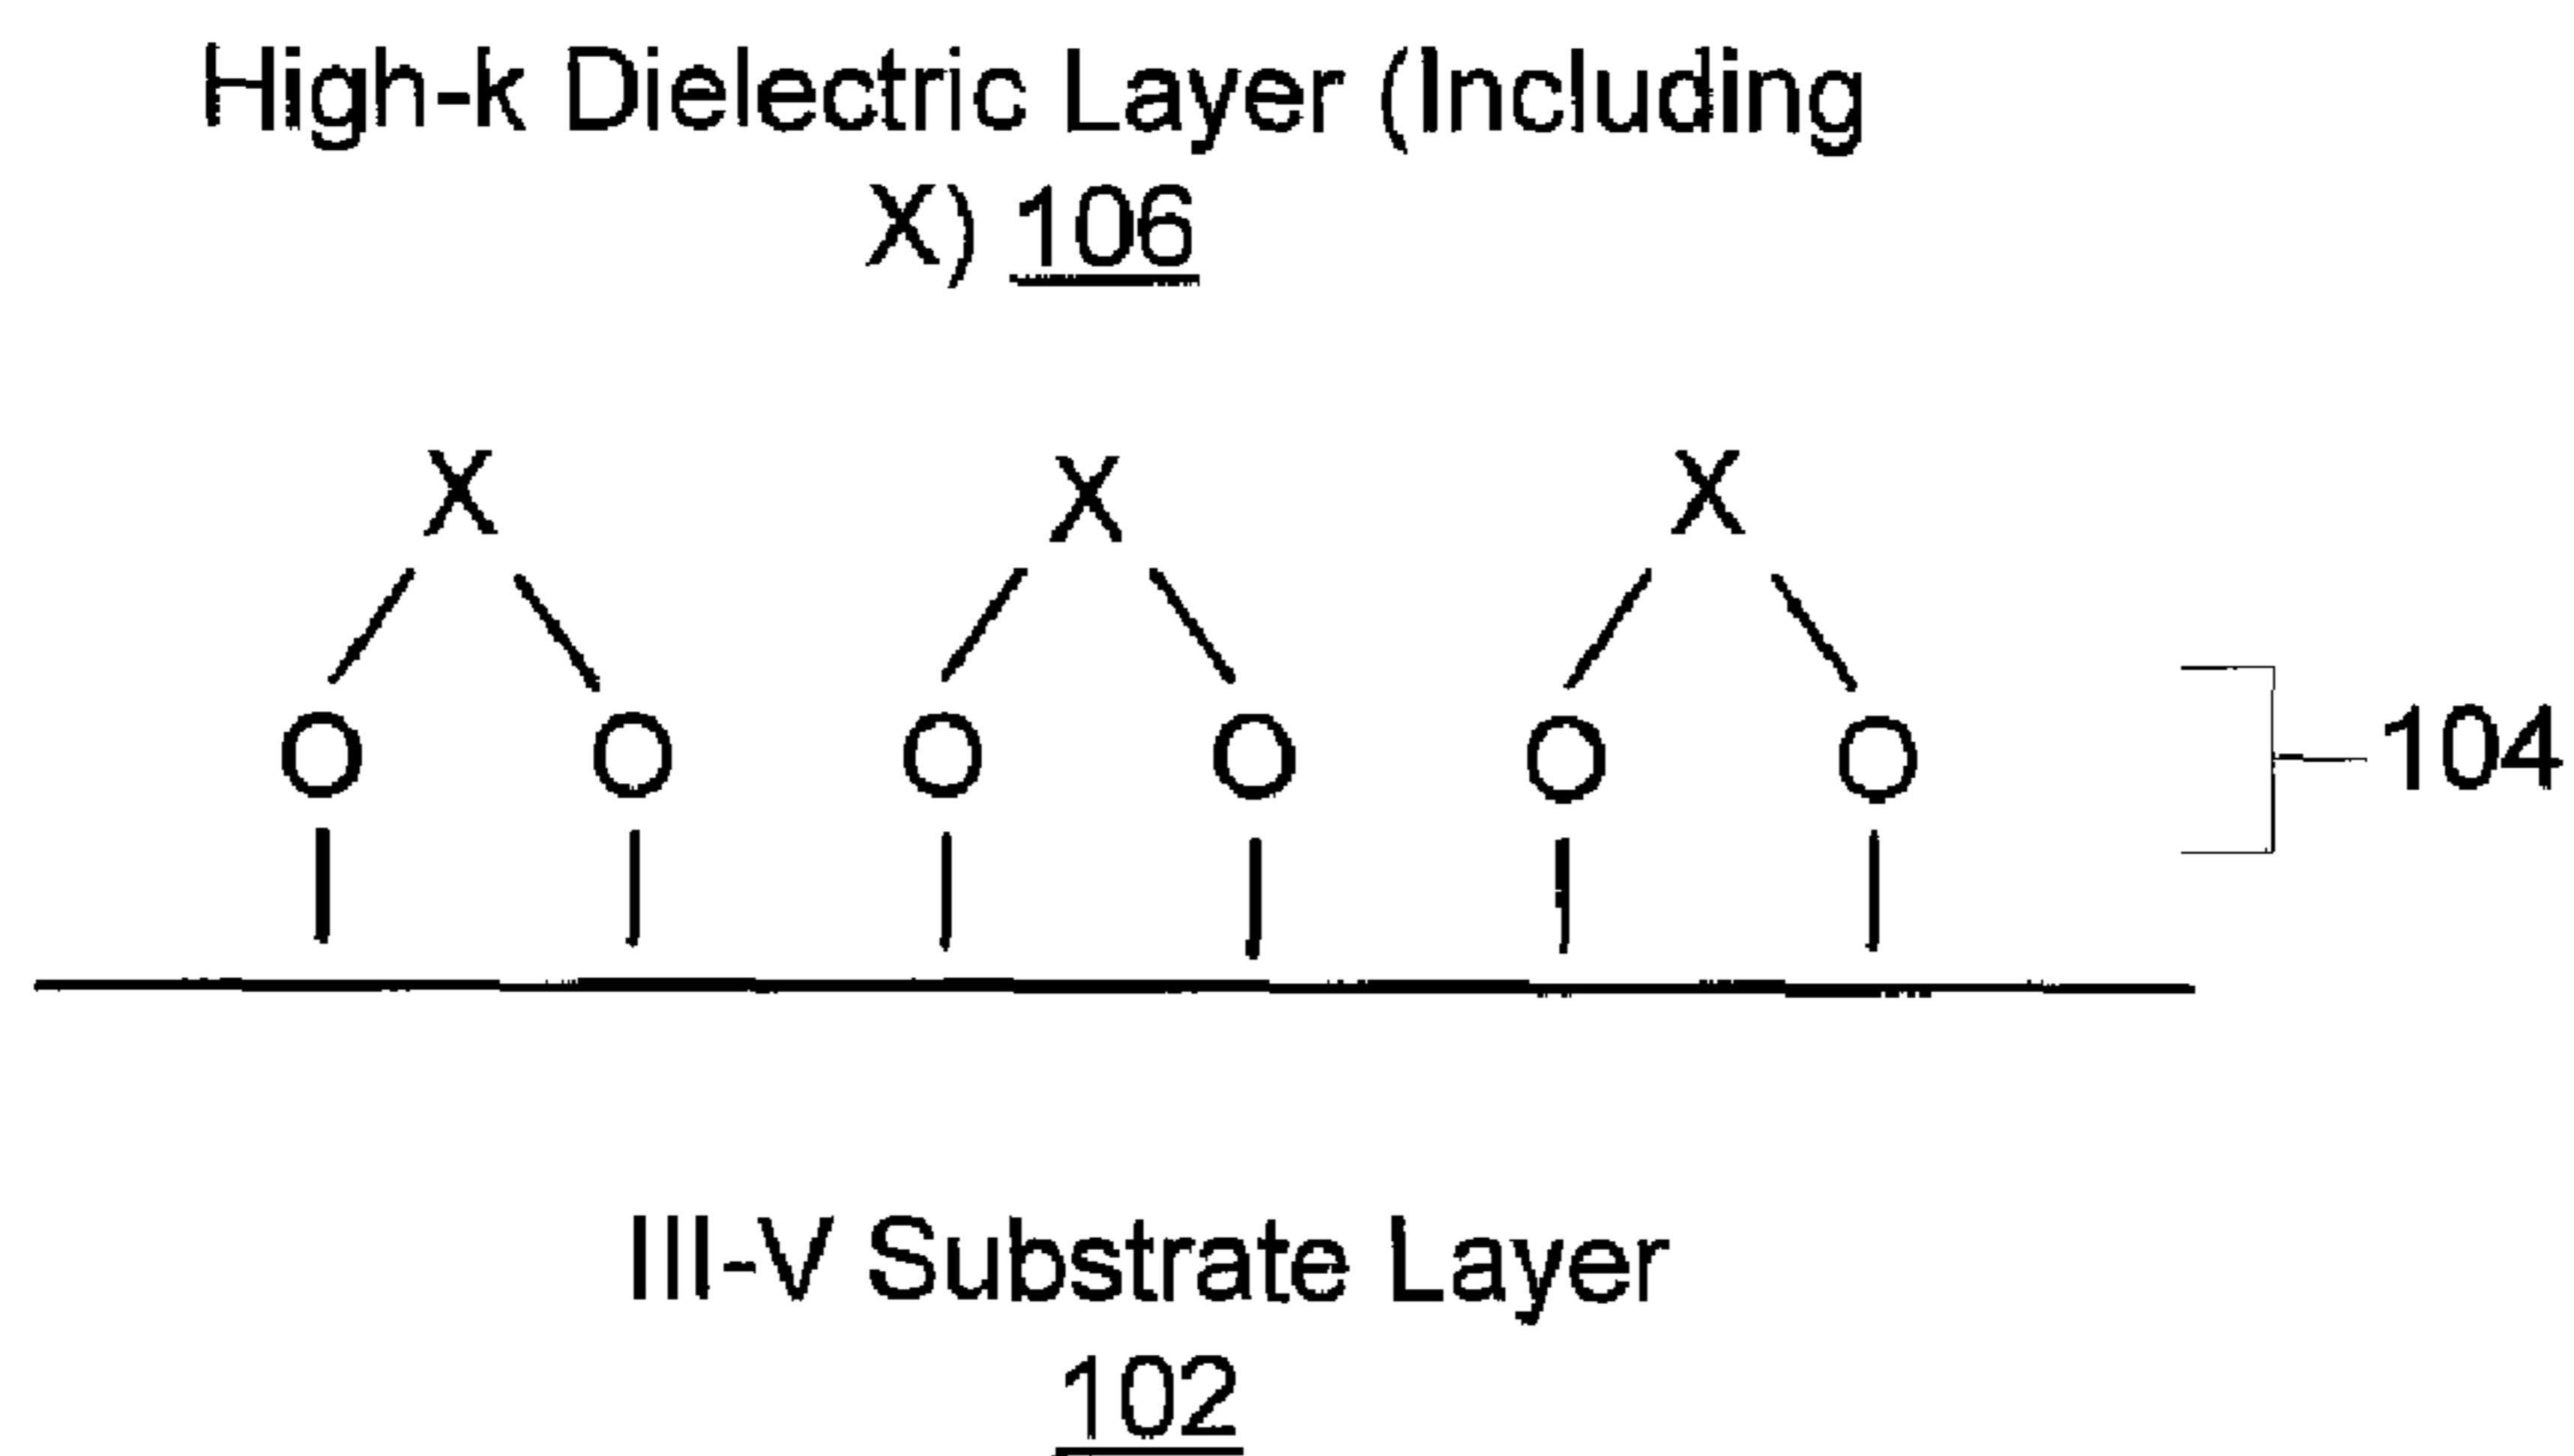 High-k Dielectric Layer (Including
X) 106
X X X
O O O O O O 104
III-V Substrate Layer
102